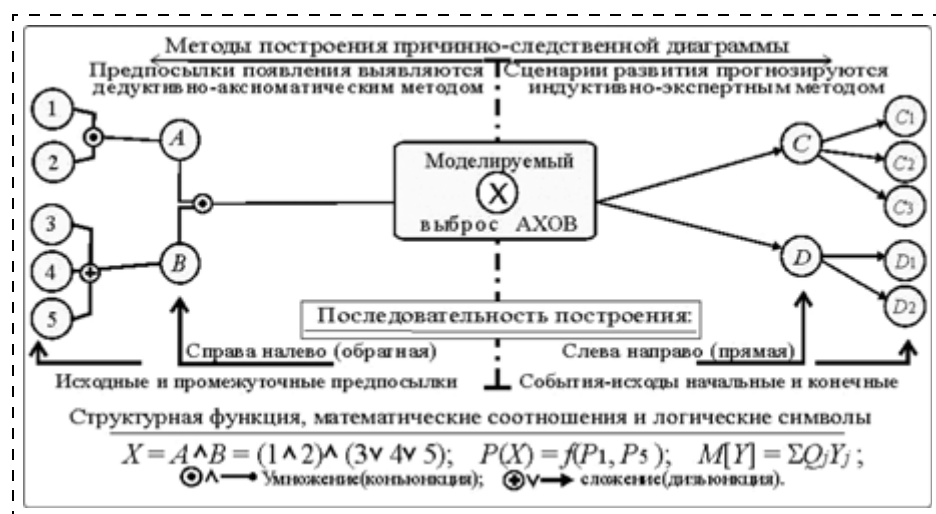 Методы построения причинно-следственной диаграммы
Предпосылки появления выявляются
дедуктивно-аксиоматическим методом
Сценарии развития прогнозируются
индуктивно-экспертным методом
1
2
3
4
5
A
B
Моделируемый
X
выброс АХОВ
C
D
C1
C2
C3
D1
D2
Последовательность построения:
Справа налево (обратная)
Слева направо (прямая)
Исходные и промежуточные предпосылки
События-исходы начальные и конечные
Структурная функция, математические соотношения и логические символы
X = A∧B = (1∧2)∧ (3∨ 4∨ 5); P(X) = f(P1, P5 ); M[Y] = ΣQjYj ;
∧ Умножение(коньюнкция); ∨ сложение(дизьюнкция).